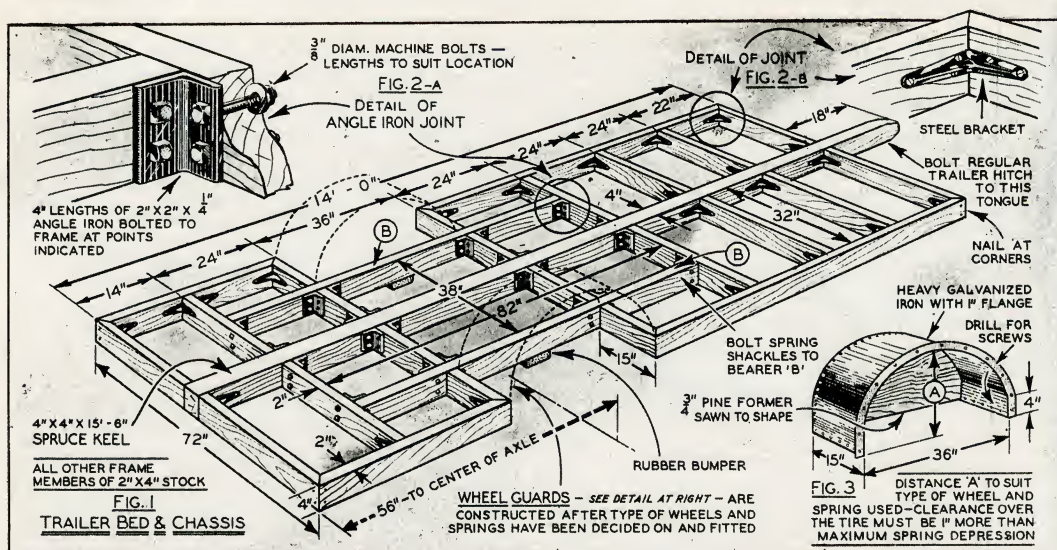 3/8" DIAM. MACHINE BOLTS —
LENGTHS TO SUIT LOCATION
FIG. 2-A
DETAIL OF
ANGLE IRON JOINT
4" LENGTHS OF 2" X 2" X 1/4"
ANGLE IRON BOLTED TO
FRAME AT POINTS
INDICATED
DETAIL OF JOINT
FIG. 2-B
STEEL BRACKET
BOLT REGULAR
TRAILER HITCH
TO THIS
TONGUE
NAIL AT
CORNERS
14'-0"
14"
24"
36"
24"
24"
24"
22"
18"
4"
32"
B
B
38"
82"
15"
2"
2"
4"
72"
56"-TO CENTER OF AXLE
4"X4"X15'-6"
SPRUCE KEEL
ALL OTHER FRAME
MEMBERS OF 2"X4" STOCK
FIG. 1
TRAILER BED & CHASSIS
BOLT SPRING
SHACKLES TO
BEARER 'B'
RUBBER BUMPER
WHEEL GUARDS - SEE DETAIL AT RIGHT - ARE
CONSTRUCTED AFTER TYPE OF WHEELS AND
SPRINGS HAVE BEEN DECIDED ON AND FITTED
HEAVY GALVANIZED
IRON WITH 1" FLANGE
DRILL FOR
SCREWS
3/4" PINE FORMER
SAWN TO SHAPE
A
4"
15"
36"
FIG. 3
DISTANCE 'A' TO SUIT
TYPE OF WHEEL AND
SPRING USED-CLEARANCE OVER
THE TIRE MUST BE 1" MORE THAN
MAXIMUM SPRING DEPRESSION